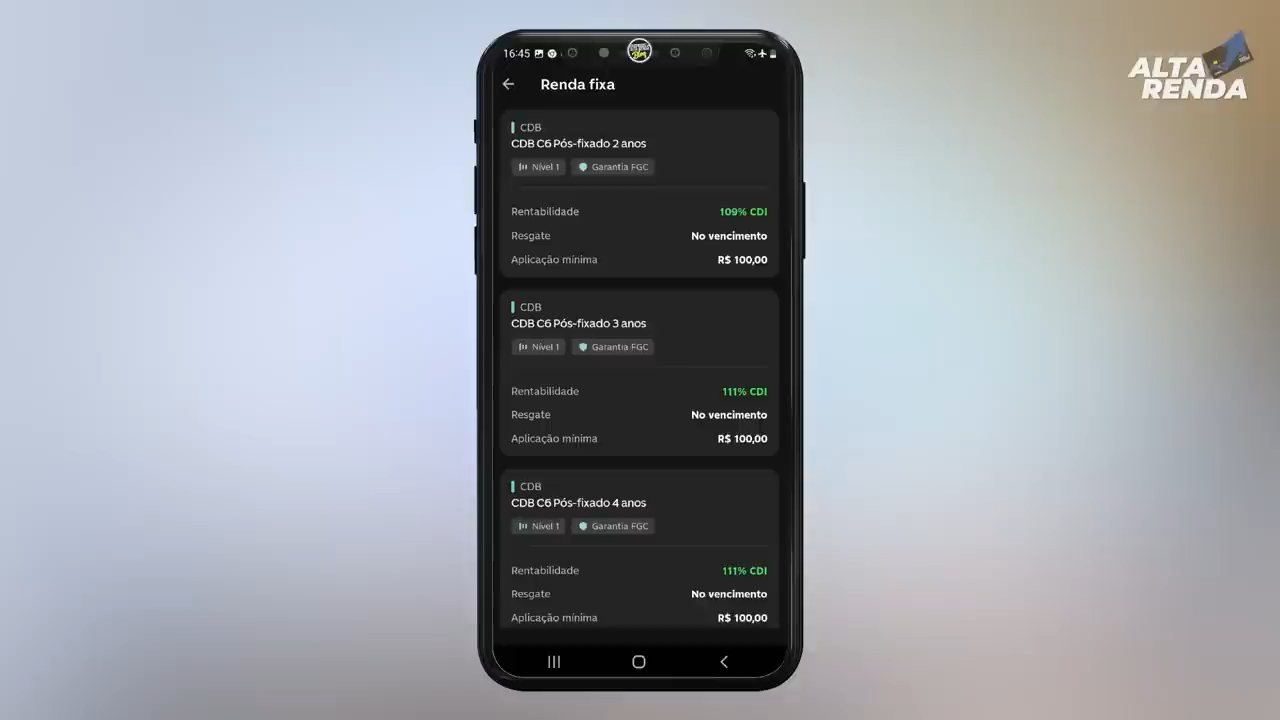 16:45
ALTA
RENDA
Renda fixa
CDB
CDB C6 Pós-fixado 2 anos
Nível 1
Garantia FGC
Rentabilidade 109% CDI
Resgate No vencimento
Aplicação mínima R$ 100,00
CDB
CDB C6 Pós-fixado 3 anos
Nível 1
Garantia FGC
Rentabilidade 111% CDI
Resgate No vencimento
Aplicação mínima R$ 100,00
CDB
CDB C6 Pós-fixado 4 anos
Nível 1
Garantia FGC
Rentabilidade 111% CDI
Resgate No vencimento
Aplicação mínima R$ 100,00